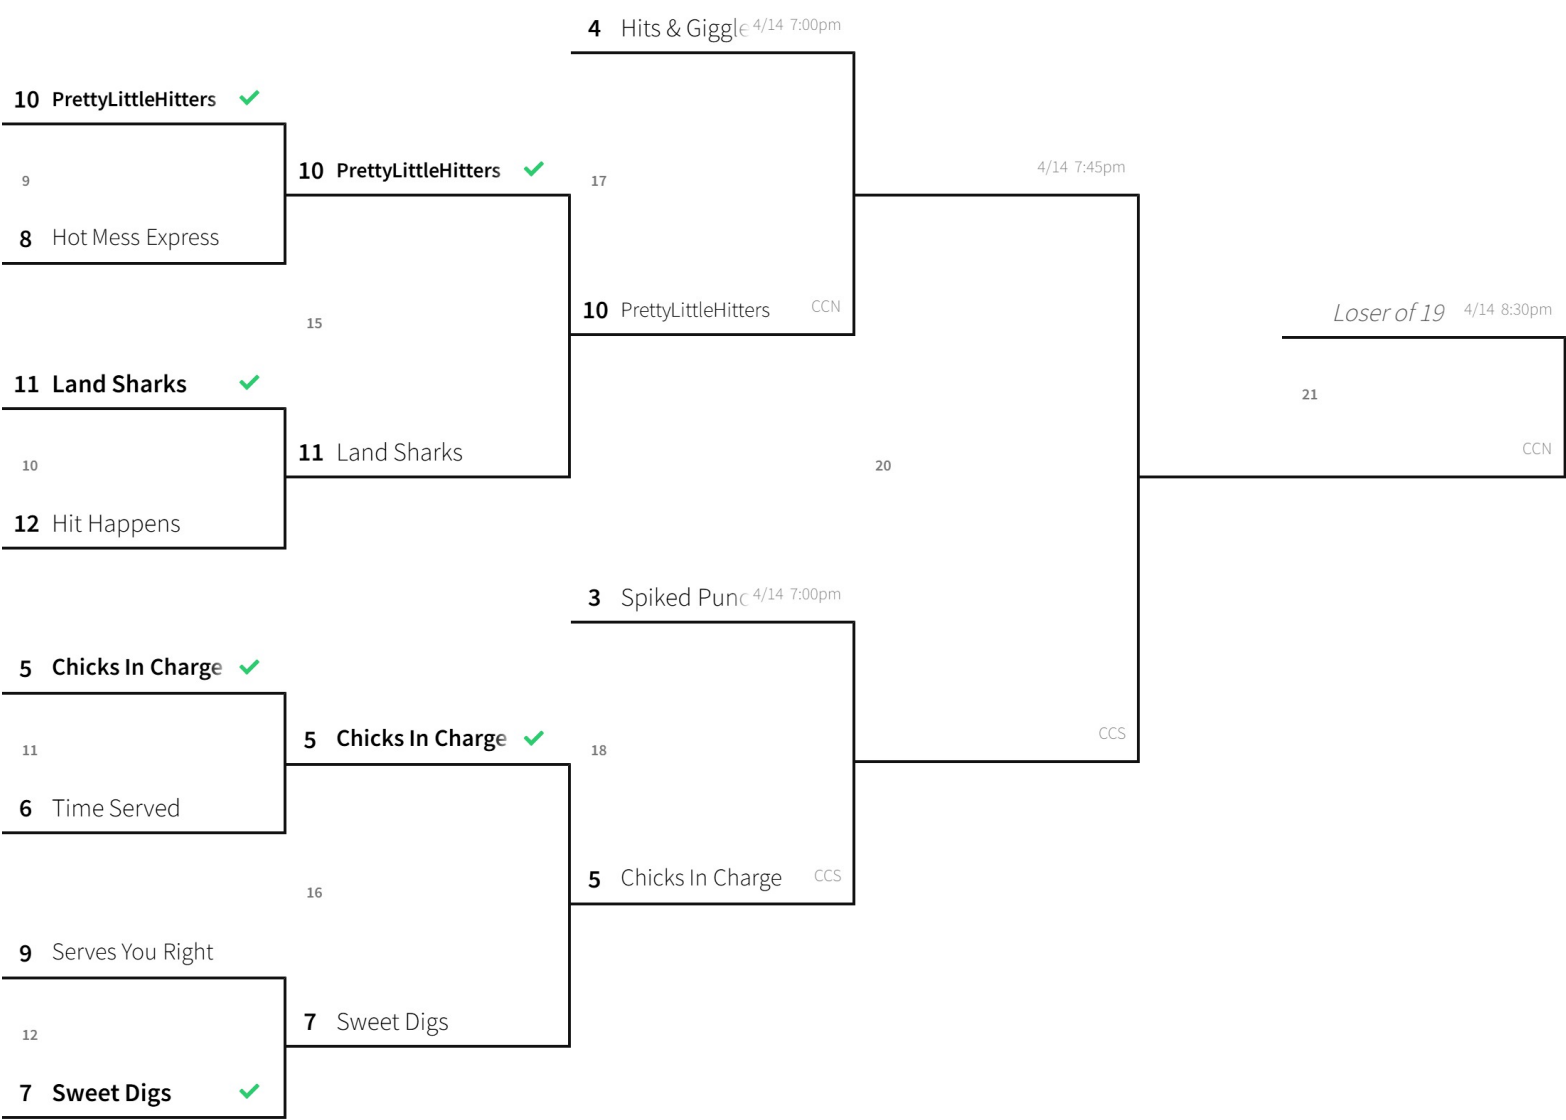 4 Hits & Giggle 4/14 7:00pm
10 PrettyLittleHitters
10 PrettyLittleHitters
4/14 7:45pm
9
17
8 Hot Mess Express
10 PrettyLittleHitters CCN
Loser of 19 4/14 8:30pm
15
11 Land Sharks
21
11 Land Sharks
CCN
10
20
12 Hit Happens
3 Spiked Punc 4/14 7:00pm
5 Chicks In Charge
5 Chicks In Charge
CCS
11
18
6 Time Served
5 Chicks In Charge CCS
16
9 Serves You Right
7 Sweet Digs
12
7 Sweet Digs